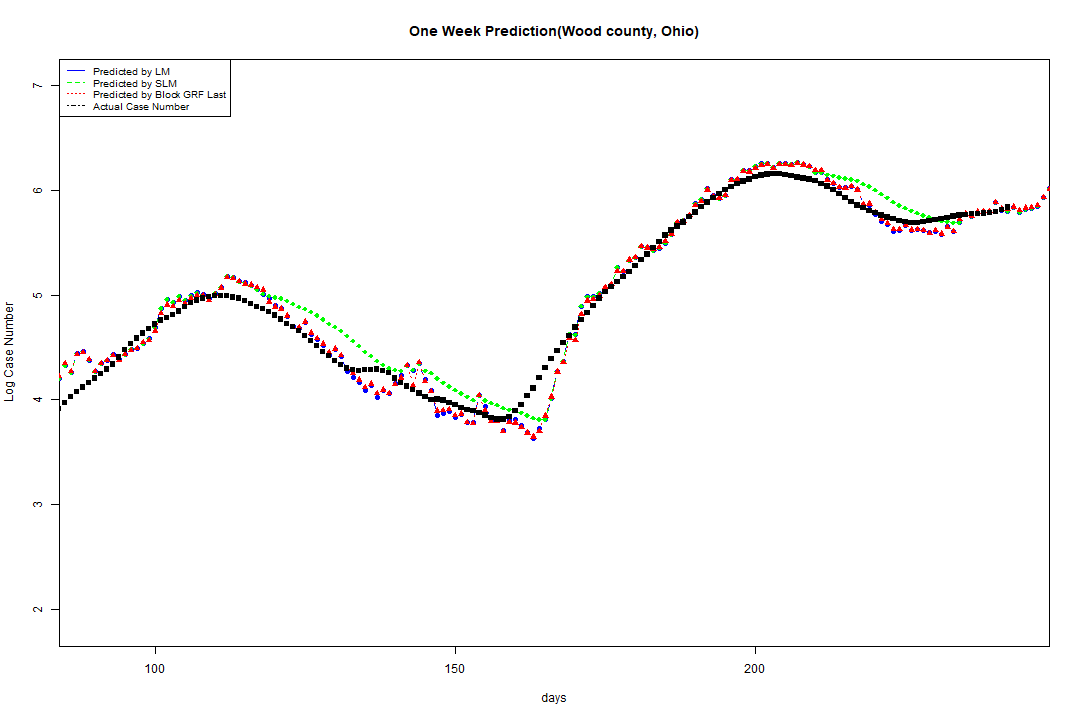 One Week Prediction(Wood county, Ohio)
Predicted by LM
Predicted by SLM
Predicted by Block GRF Last
Actual Case Number
7
6
5
4
3
2
Log Case Number
100 150 200
days